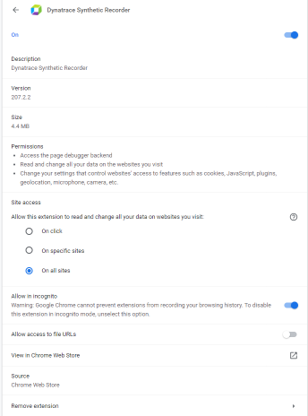 Dynatrace Synthetic Recorder
On
Description
Dynatrace Synthetic Recorder
Version
207.2.2
Size
4.4 MB
Permissions
• Access the page debugger backend
• Read and change all your data on the websites you visit
• Change your settings that control websites' access to features such as cookies, JavaScript, plugins,
geolocation, microphone, camera, etc.
Site access
Allow this extension to read and change all your data on websites you visit:
On click
On specific sites
On all sites
Allow in incognito
Warning: Google Chrome cannot prevent extensions from recording your browsing history. To disable
this extension in incognito mode, unselect this option.
Allow access to file URLs
View in Chrome Web Store
Source
Chrome Web Store
Remove extension